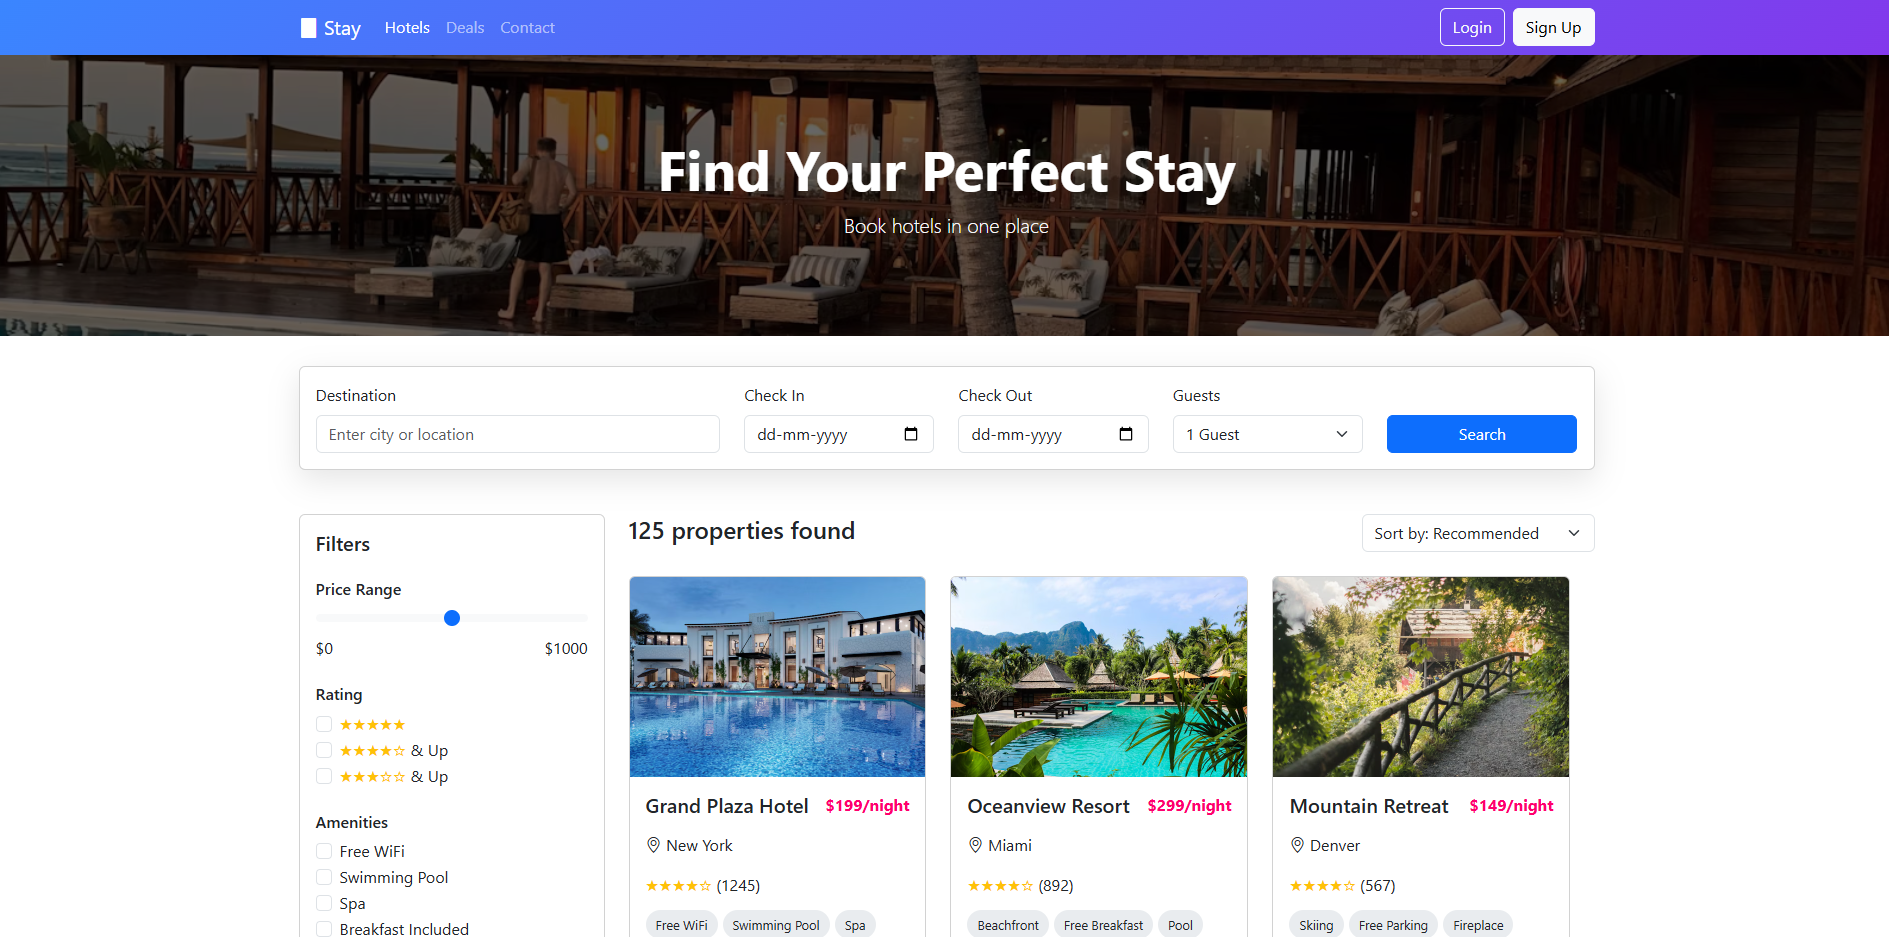 Stay Hotels Deals Contact Login Sign Up
Find Your Perfect Stay
Book hotels in one place
Destination Check In Check Out Guests
Enter city or location dd-mm-yyyy dd-mm-yyyy 1 Guest Search
Filters
Price Range
$0 $1000
Rating
★★★★★
★★★★☆ & Up
★★★☆☆ & Up
Amenities
Free WiFi
Swimming Pool
Spa
Breakfast Included
125 properties found Sort by: Recommended
Grand Plaza Hotel $199/night
New York
★★★★☆ (1245)
Free WiFi Swimming Pool Spa
Oceanview Resort $299/night
Miami
★★★★☆ (892)
Beachfront Free Breakfast Pool
Mountain Retreat $149/night
Denver
★★★★☆ (567)
Skiing Free Parking Fireplace